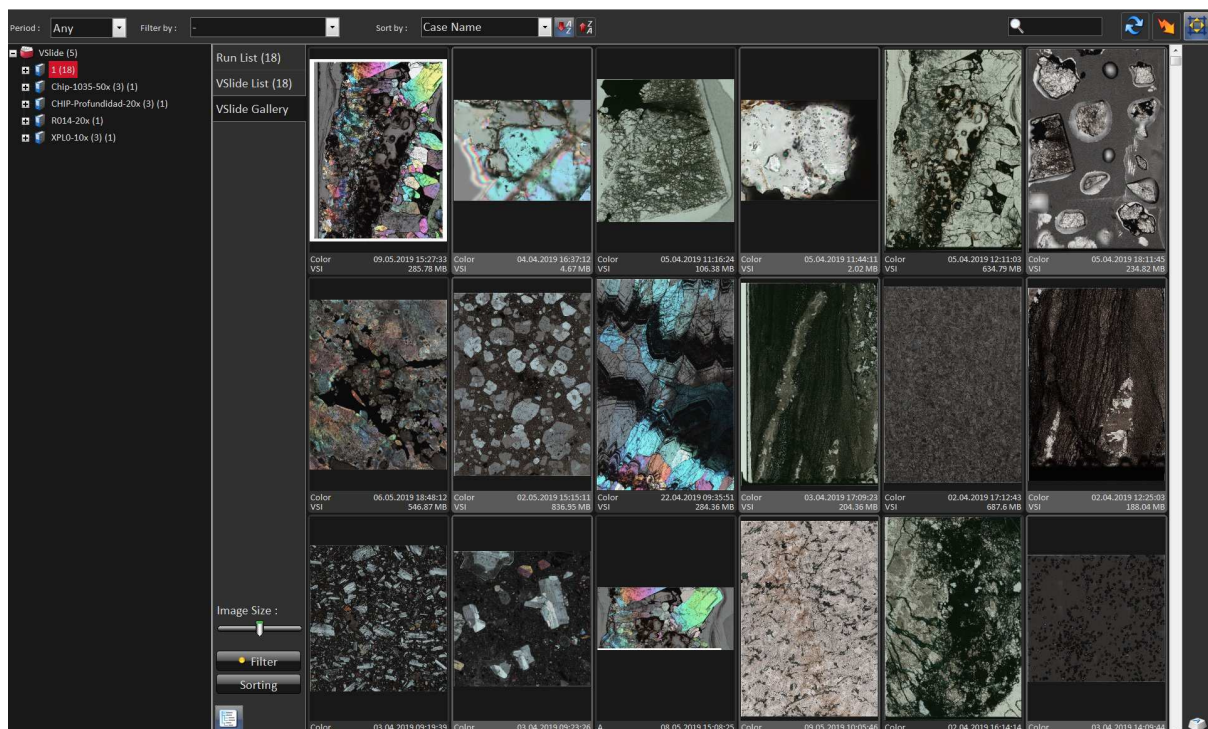 Period : Any Filter by : - Sort by : Case Name
VSlide (5)
1 (18)
Chip-1035-50x (3) (1)
CHIP-Profundidad-20x (3) (1)
R014-20x (1)
XPL0-10x (3) (1)
Run List (18)
VSlide List (18)
VSlide Gallery
Image Size :
Filter
Sorting
Color 09.05.2019 15:27:33
VSI 285.78 MB
Color 04.04.2019 16:37:12
VSI 4.67 MB
Color 05.04.2019 11:16:24
VSI 106.38 MB
Color 05.04.2019 11:44:11
VSI 2.02 MB
Color 05.04.2019 12:11:03
VSI 634.79 MB
Color 05.04.2019 18:11:45
VSI 234.82 MB
Color 06.05.2019 18:48:12
VSI 546.87 MB
Color 02.05.2019 15:15:11
VSI 836.95 MB
Color 22.04.2019 09:35:51
VSI 284.36 MB
Color 03.04.2019 17:09:23
VSI 204.36 MB
Color 02.04.2019 17:12:43
VSI 687.6 MB
Color 02.04.2019 12:25:03
VSI 188.04 MB
Color 03.04.2019 09:19:39
Color 03.04.2019 09:23:26
A 08.05.2019 15:08:25
Color 09.05.2019 10:05:46
Color 02.04.2019 16:14:14
Color 03.04.2019 14:09:44